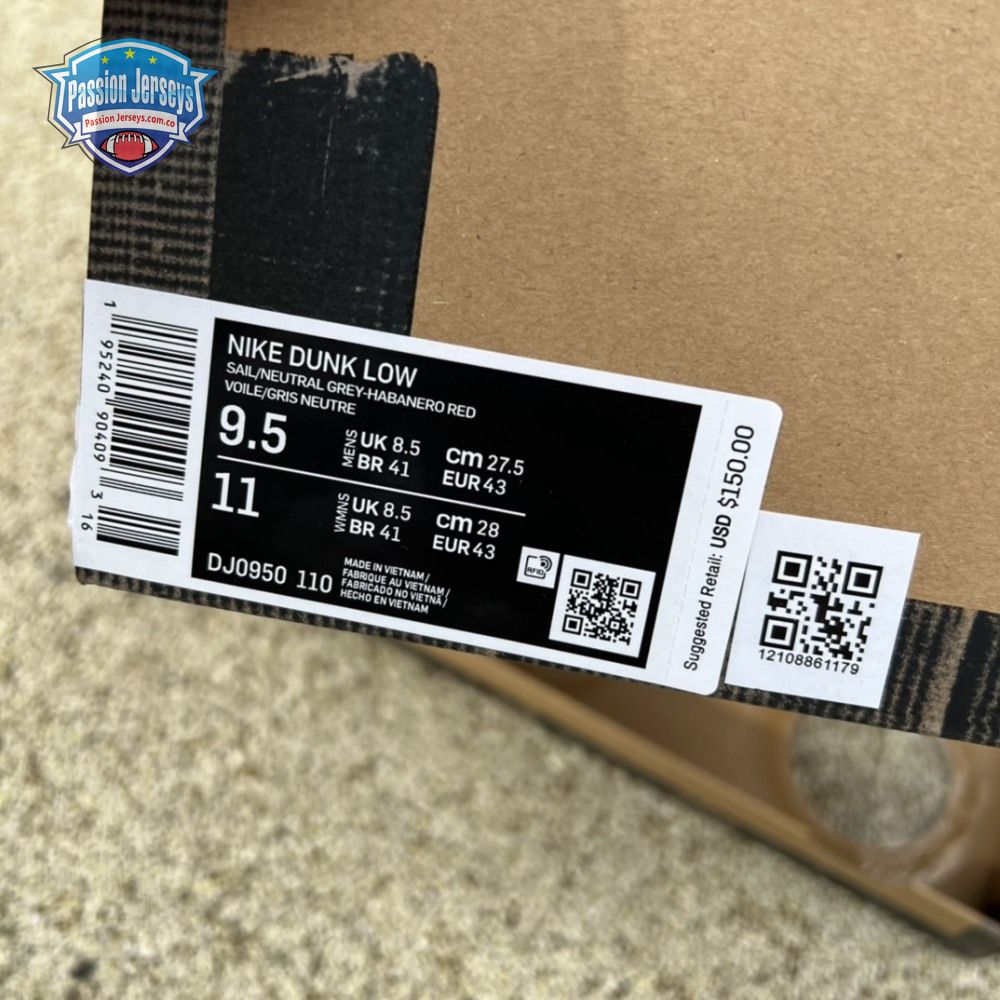 Passion Jerseys
Passion Jerseys.com.co
1 95240 90409 3 16
NIKE DUNK LOW
SAIL/NEUTRAL GREY-HABANERO RED
VOILE/GRIS NEUTRE
9.5
MENS
UK 8.5
BR 41
cm 27.5
EUR 43
11
WMNS
UK 8.5
BR 41
cm 28
EUR 43
DJ0950 110
MADE IN VIETNAM /
FABRIQUE AU VIETNAM /
FABRICADO NO VIETNÃ /
HECHO EN VIETNAM
RFID
Suggested Retail: USD $150.00
12108861179